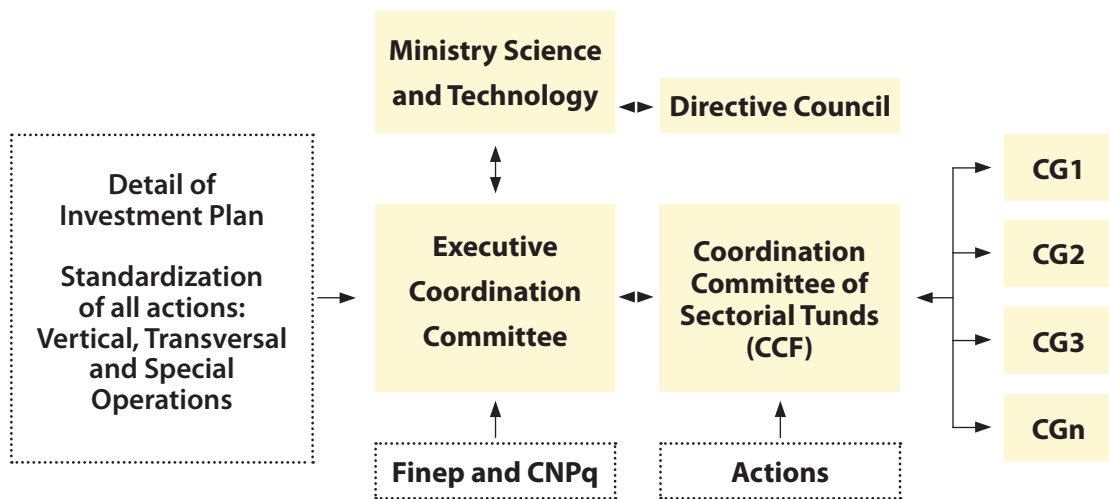 Ministry Science
and Technology
Directive Council
Detail of
Investment Plan
Standardization
of all actions:
Vertical, Transversal
and Special
Operations
Executive
Coordination
Committee
Coordination
Committee of
Sectorial Tunds
(CCF)
CG1
CG2
CG3
CGn
Finep and CNPq
Actions